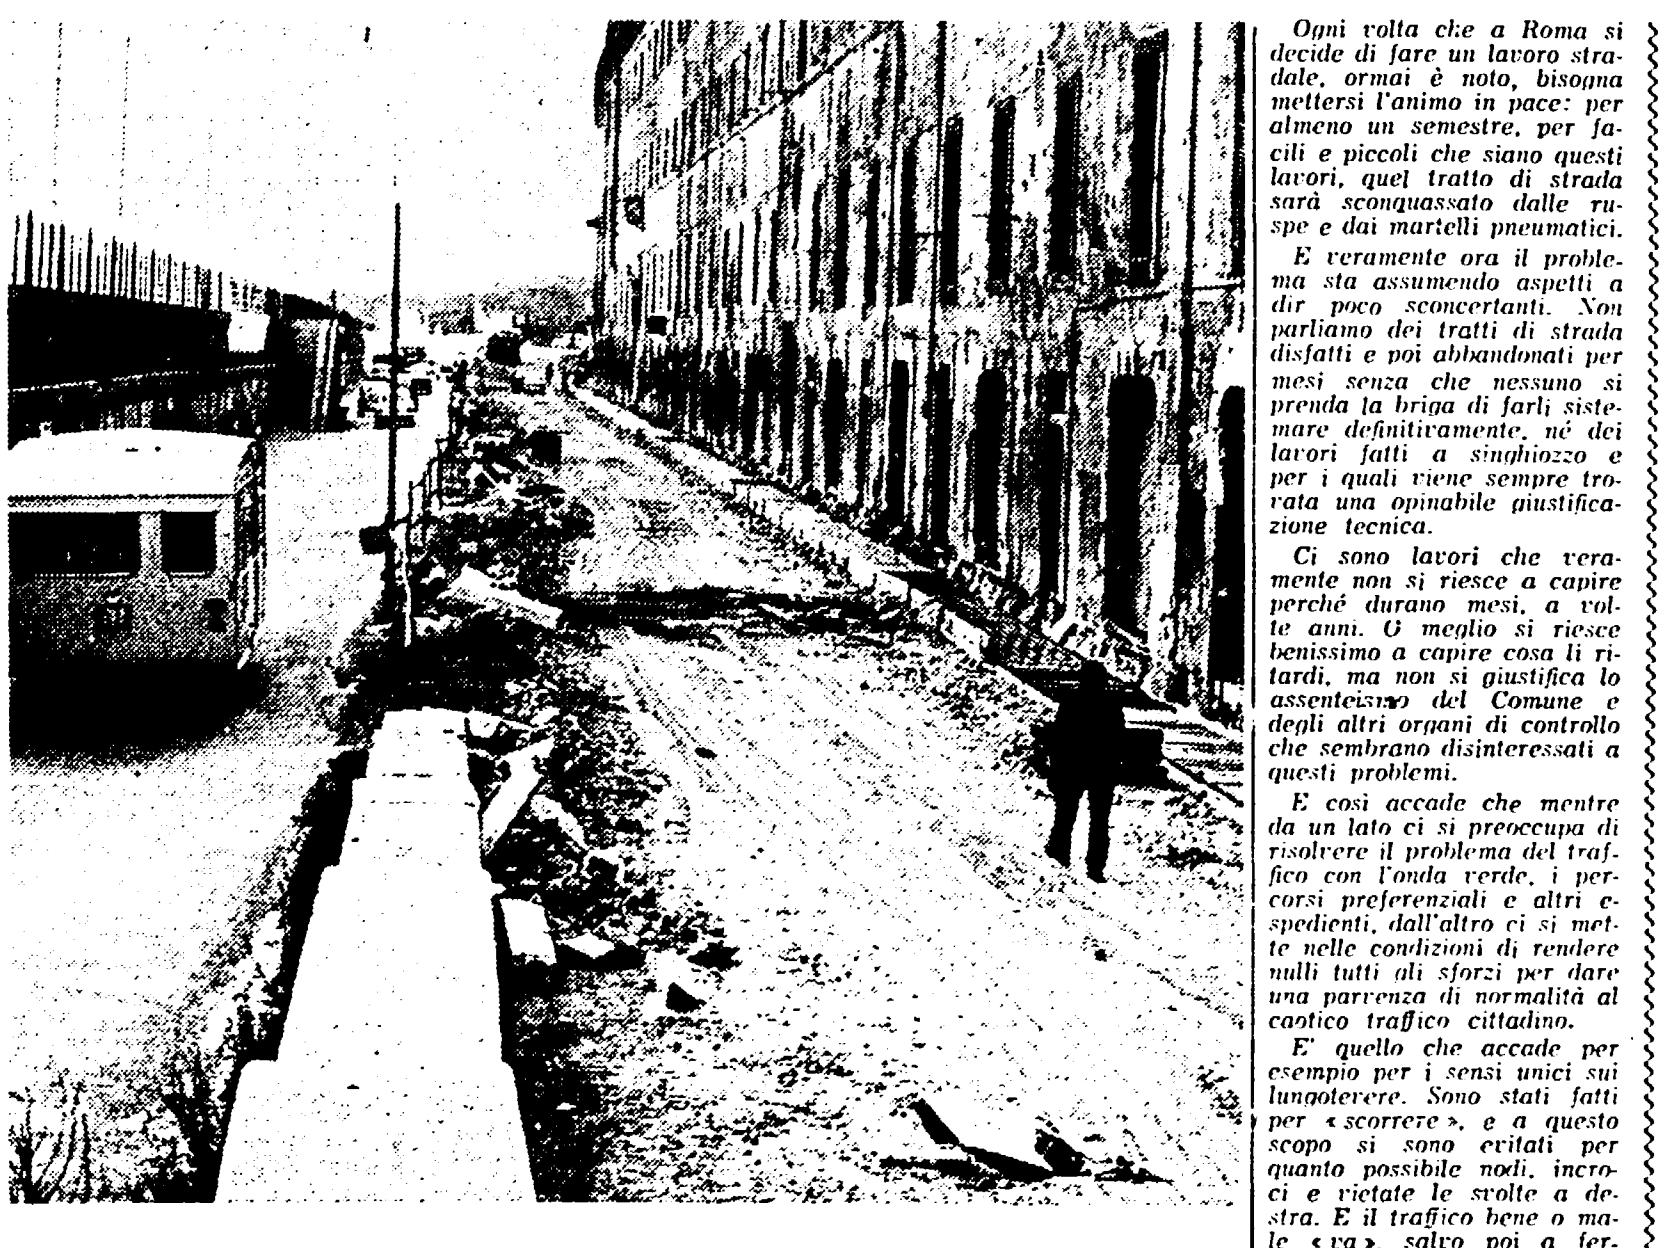 Ogni volta che a Roma si
decide di fare un lavoro stra-
dale, ormai è noto, bisogna
mettersi l'animo in pace: per
almeno un semestre, per fa-
cili e piccoli che siano questi
lavori, quel tratto di strada
sarà sconquassato dalle ru-
spe e dai martelli pneumatici.
E veramente ora il proble-
ma sta assumendo aspetti a
dir poco sconcertanti. Non
parliamo dei tratti di strada
disfatti e poi abbandonati per
mesi senza che nessuno si
prenda la briga di farli siste-
mare definitivamente, né dei
lavori fatti a singhiozzo e
per i quali viene sempre tro-
vata una opinabile giustifica-
zione tecnica.
Ci sono lavori che vera-
mente non si riesce a capire
perché durano mesi, a vol-
te anni. O meglio si riesce
benissimo a capire cosa li ri-
tardi, ma non si giustifica lo
assenteismo del Comune e
degli altri organi di controllo
che sembrano disinteressati a
questi problemi.
E così accade che mentre
da un lato ci si preoccupa di
risolvere il problema del traf-
fico con l'onda verde, i per-
corsi preferenziali e altri e-
spedienti, dall'altro ci si met-
te nelle condizioni di rendere
nulli tutti gli sforzi per dare
una parvenza di normalità al
caotico traffico cittadino.
E' quello che accade per
esempio per i sensi unici sui
lungotevere. Sono stati fatti
per « scorrere », e a questo
scopo si sono evitati per
quanto possibile nodi, incro-
ci e vietate le svolte a de-
stra. E il traffico bene o ma-
le « va », salvo poi a fer-